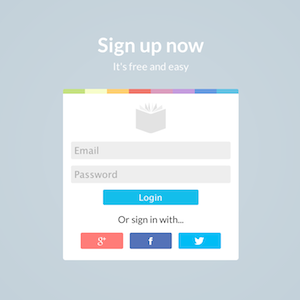 Sign up now
It's free and easy
Email
Password
Login
Or sign in with...
g+
f